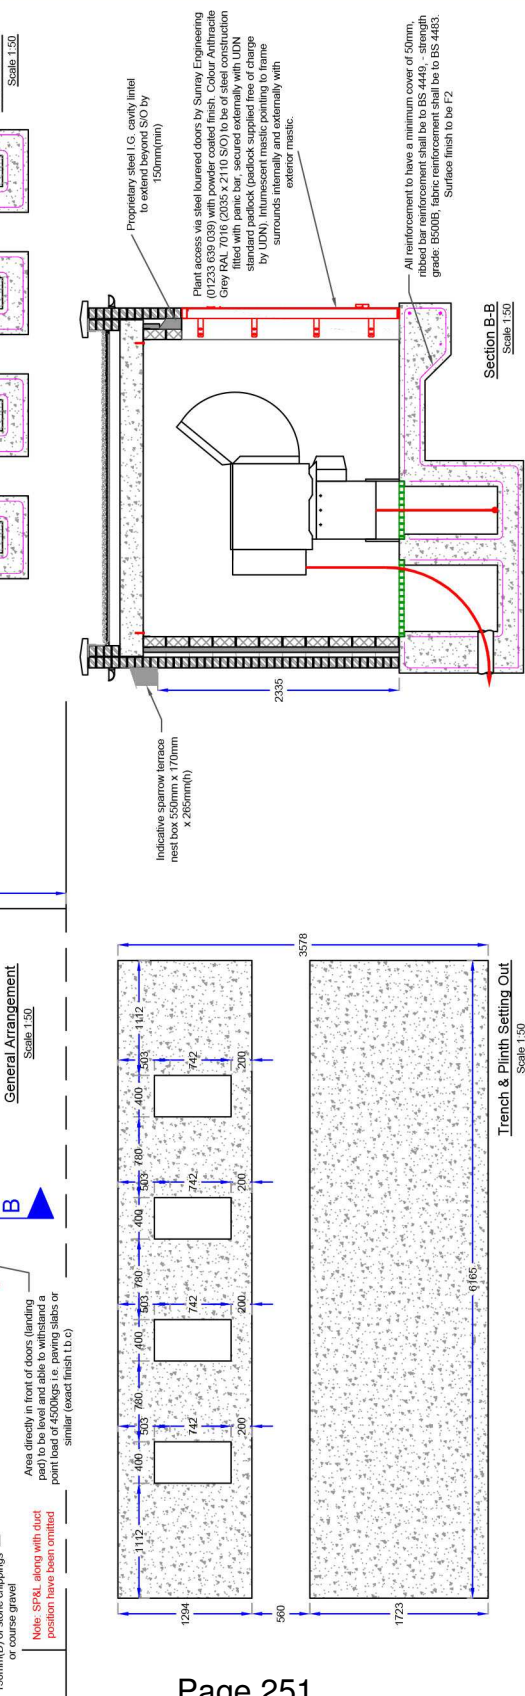 Scale 1:50
Proprietary steel I.G. cavity lintel
to extend beyond S/O by
150mm(min)
Plant access via steel louvered doors by Sunray Engineering
(01233 639 039) with powder coated finish. Colour Anthracite
Grey RAL 7016 (2035 x 2110 S/O) to be of steel construction
fitted with panic bar, secured externally with UDN
standard padlock (padlock supplied free of charge
by UDN). Intumescent mastic pointing to frame
surrounds internally and externally with
exterior mastic.
All reinforcement to have a minimum cover of 50mm,
ribbed bar reinforcement shall be to BS 4449, - strength
grade: B500B, fabric reinforcement shall be to BS 4483.
Surface finish to be F2
Section B-B
Scale 1:50
2335
Indicative sparrow terrace
nest box 550mm x 170mm
x 265mm(h)
General Arrangement
Scale 1:50
B
Area directly in front of doors (landing
pad) to be level and able to withstand a
point load of 4500kgs i.e. paving slabs or
similar (exact finish t.b.c)
150mm(D) of stone chippings
or course gravel
Note: SP&L along with duct
position have been omitted
1112
400
780
400
780
400
780
400
1112
503
742
200
503
742
200
503
742
200
503
742
200
1294
560
1723
3578
6165
Trench & Plinth Setting Out
Scale 1:50
Page 251